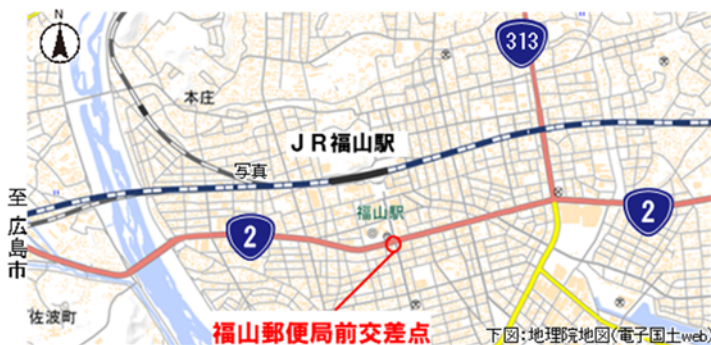 N
313
本庄
JR福山駅
写真
至広島市
福山駅
2
2
佐波町
福山郵便局前交差点
下図:地理院地図(電子国土web)